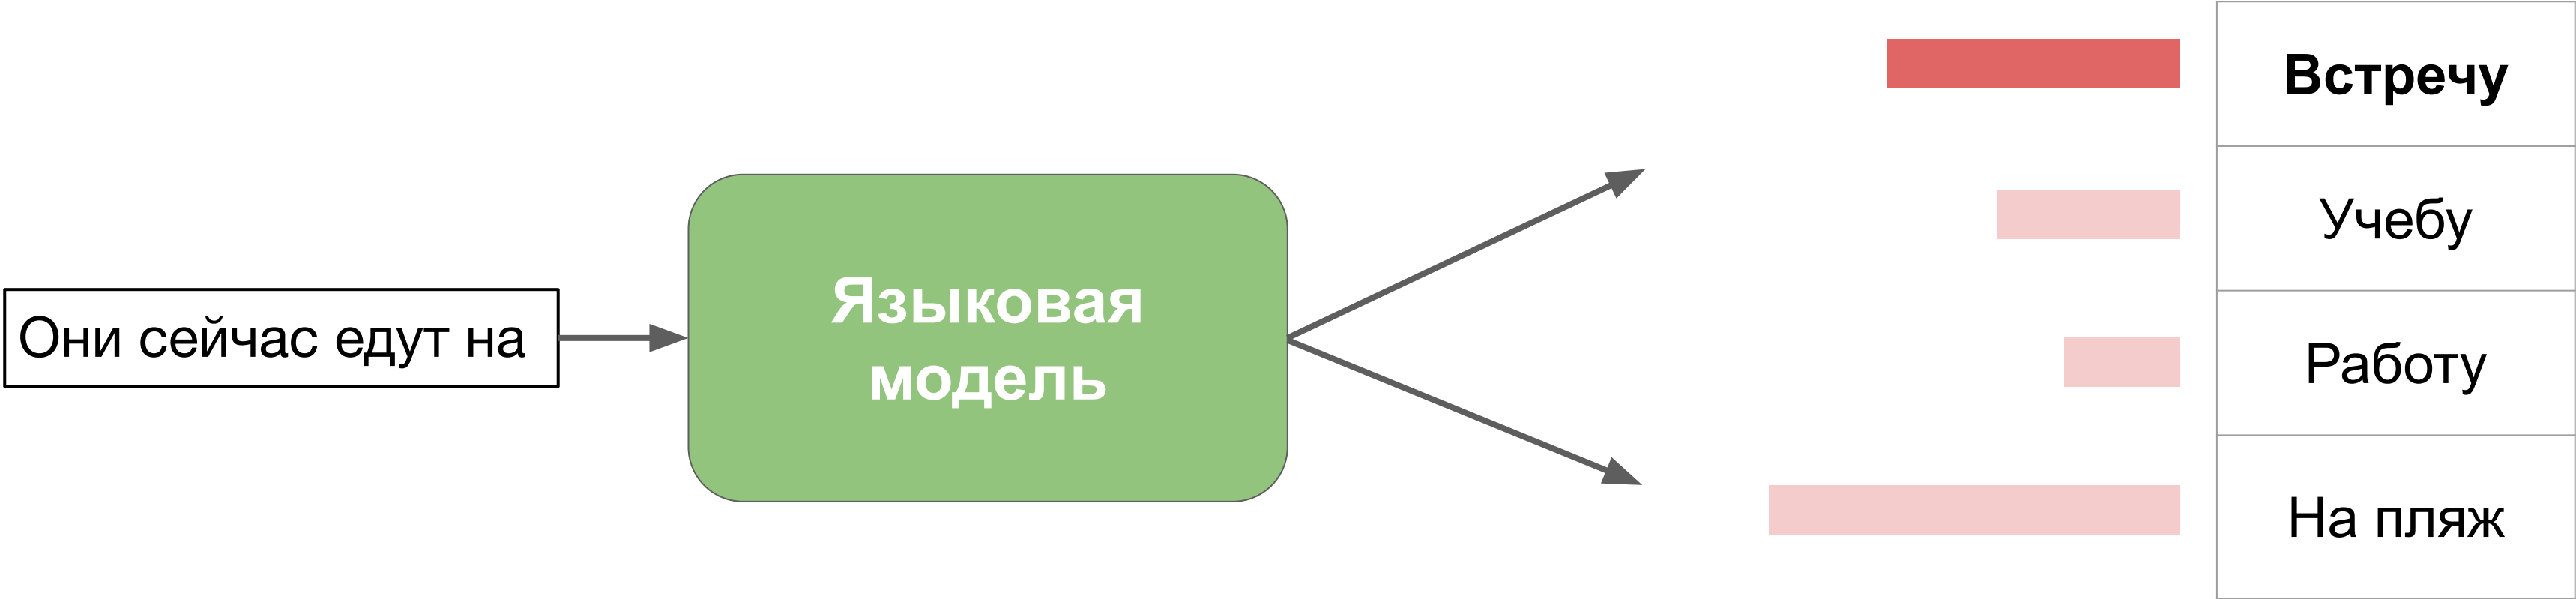 Они сейчас едут на
Языковая
модель
Встречу
Учебу
Работу
На пляж